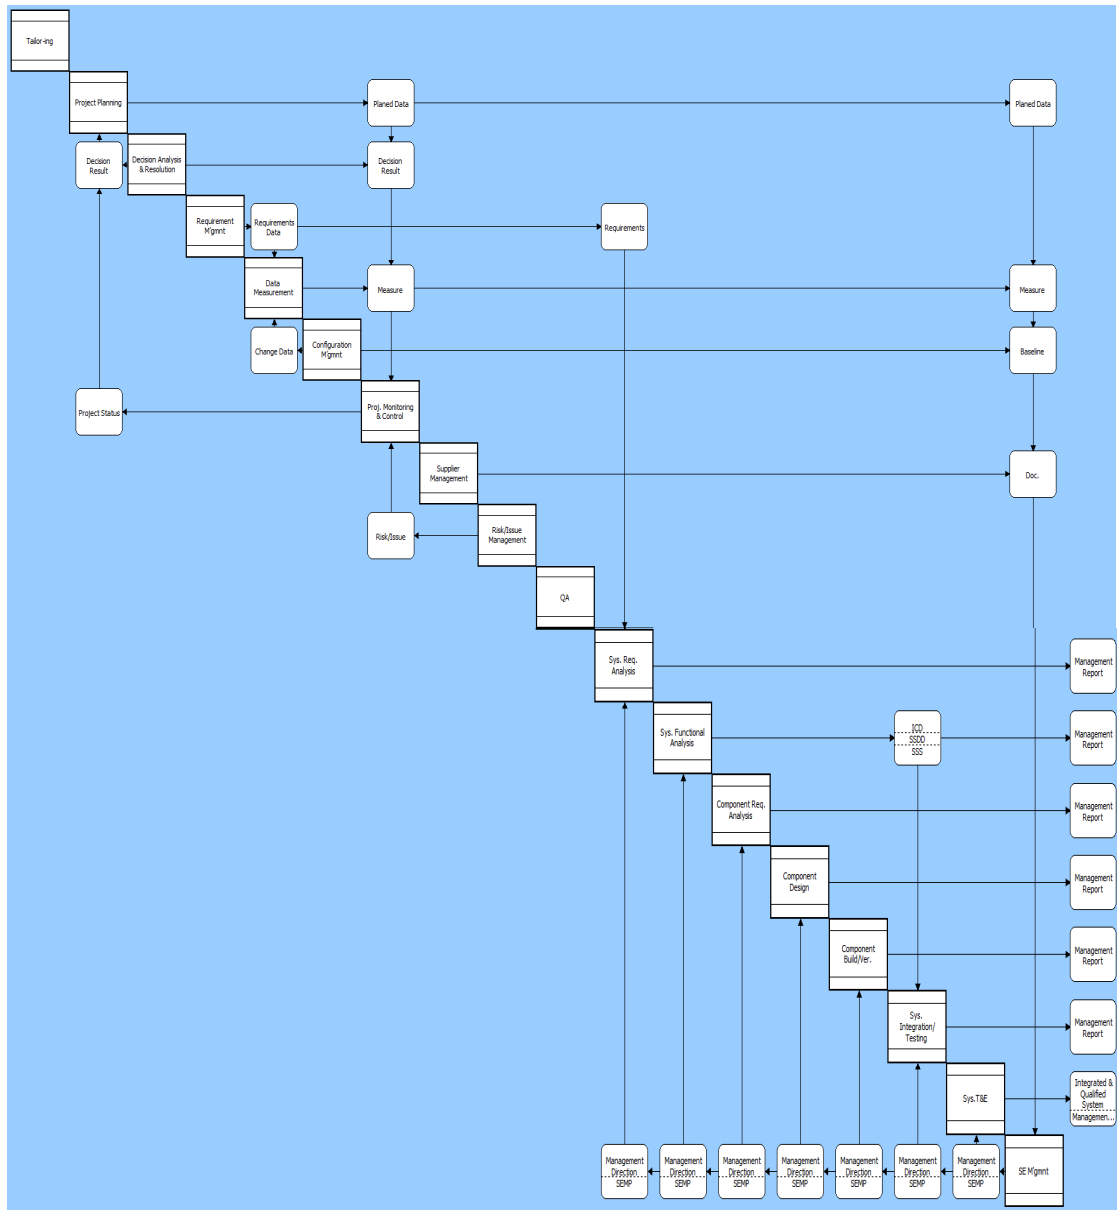 Tailor-ing
Project Planning
Planed Data
Planed Data
Decision
Result
Decision Analysis
& Resolution
Decision
Result
Requirement
M'gmnt
Requirements
Data
Requirements
Data
Measurement
Measure
Measure
Change Data
Configuration
M'gmnt
Baseline
Project Status
Proj. Monitoring
& Control
Supplier
Management
Doc.
Risk/Issue
Risk/Issue
Management
QA
Sys. Req.
Analysis
Management
Report
Sys. Functional
Analysis
ICD
SSDD
SSS
Management
Report
Component Req.
Analysis
Management
Report
Component
Design
Management
Report
Component
Build/Ver.
Management
Report
Sys.
Integration/
Testing
Management
Report
Sys.T&E
Integrated &
Qualified
System
Managemen...
Management
Direction
SEMP
Management
Direction
SEMP
Management
Direction
SEMP
Management
Direction
SEMP
Management
Direction
SEMP
Management
Direction
SEMP
Management
Direction
SEMP
SE M'gmnt